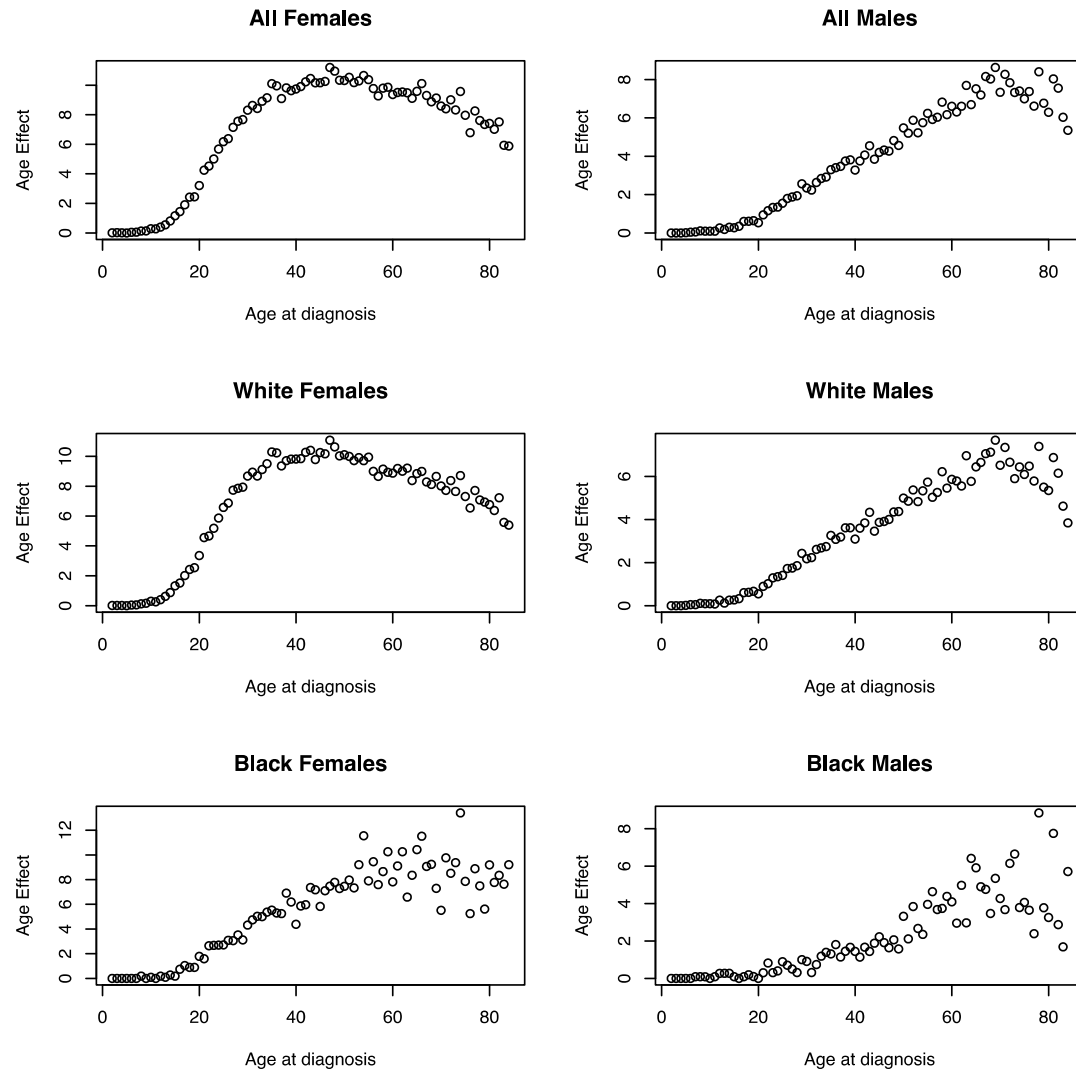 All Females
All Males
Age Effect
0 2 4 6 8
0 20 40 60 80
Age at diagnosis
Age Effect
0 2 4 6 8
0 20 40 60 80
Age at diagnosis
White Females
White Males
Age Effect
0 2 4 6 8 10
0 20 40 60 80
Age at diagnosis
Age Effect
0 2 4 6
0 20 40 60 80
Age at diagnosis
Black Females
Black Males
Age Effect
0 2 4 6 8 12
0 20 40 60 80
Age at diagnosis
Age Effect
0 2 4 6 8
0 20 40 60 80
Age at diagnosis